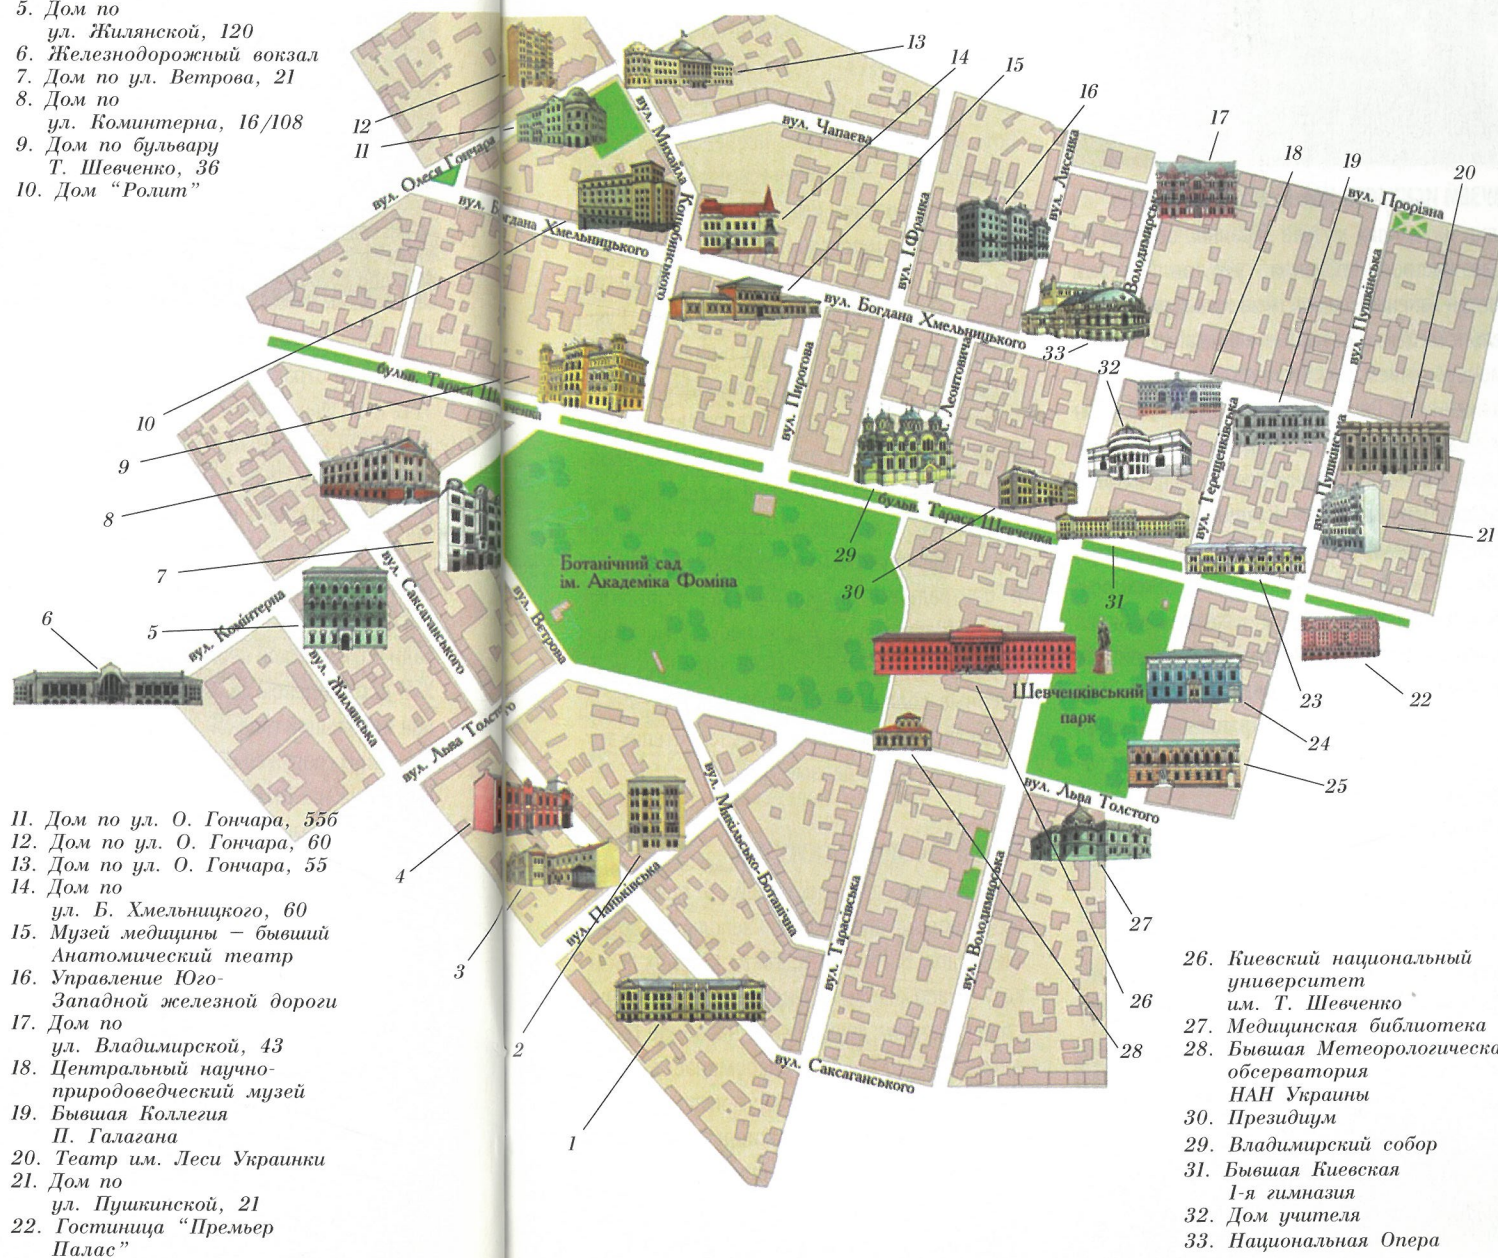 5. Дом по
ул. Жилянской, 120
6. Железнодорожный вокзал
7. Дом по ул. Ветрова, 21
8. Дом по
ул. Коминтерна, 16/108
9. Дом по бульвару
Т. Шевченко, 36
10. Дом “Ролит”
13
14
15
12
11
16
17
18
19
20
вул. Чапаєва
вул. Михайла Коцюбинського
вул. Олеся Гончара
вул. Богдана Хмельницького
вул. І.Франка
вул. Лисенка
Володимирська
вул. Прорізна
вул. Пушкінська
вул. Богдана Хмельницького
33
32
бульв. Тараса Шевченка
вул. Пирогова
Леонтовича
10
9
8
7
вул. Терещенківська
вул. Пушкінська
бульв. Тараса Шевченка
29
30
31
21
Ботанічний сад
ім. Академіка Фоміна
вул. Саксаганського
вул. Вєтрова
вул. Комінтерна
6
5
вул. Жилянська
Шевченківський
парк
23
22
24
25
вул. Льва Толстого
вул. Льва Толстого
вул. Микільсько-Ботанічна
4
вул. Паньківська
3
вул. Тарасівська
вул. Володимирська
27
26
28
2
1
вул. Саксаганського
11. Дом по ул. О. Гончара, 55б
12. Дом по ул. О. Гончара, 60
13. Дом по ул. О. Гончара, 55
14. Дом по
ул. Б. Хмельницкого, 60
15. Музей медицины – бывший
Анатомический театр
16. Управление Юго-
Западной железной дороги
17. Дом по
ул. Владимирской, 43
18. Центральный научно-
природоведческий музей
19. Бывшая Коллегия
П. Галагана
20. Театр им. Леси Украинки
21. Дом по
ул. Пушкинской, 21
22. Гостиница “Премьер
Палас”
26. Киевский национальный
университет
им. Т. Шевченко
27. Медицинская библиотека
28. Бывшая Метеорологическа
обсерватория
НАН Украины
30. Президиум
29. Владимирский собор
31. Бывшая Киевская
1-я гимназия
32. Дом учителя
33. Национальная Опера